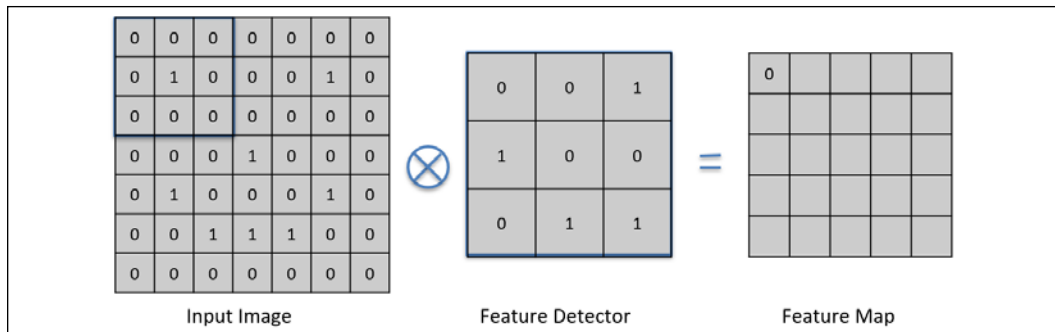 0 0 0 0 0 0 0
0 1 0 0 0 1 0
0 0 0 0 0 0 0
0 0 0 1 0 0 0
0 1 0 0 0 1 0
0 0 1 1 1 0 0
0 0 0 0 0 0 0
Input Image
0 0 1
1 0 0
0 1 1
Feature Detector
=
0
Feature Map